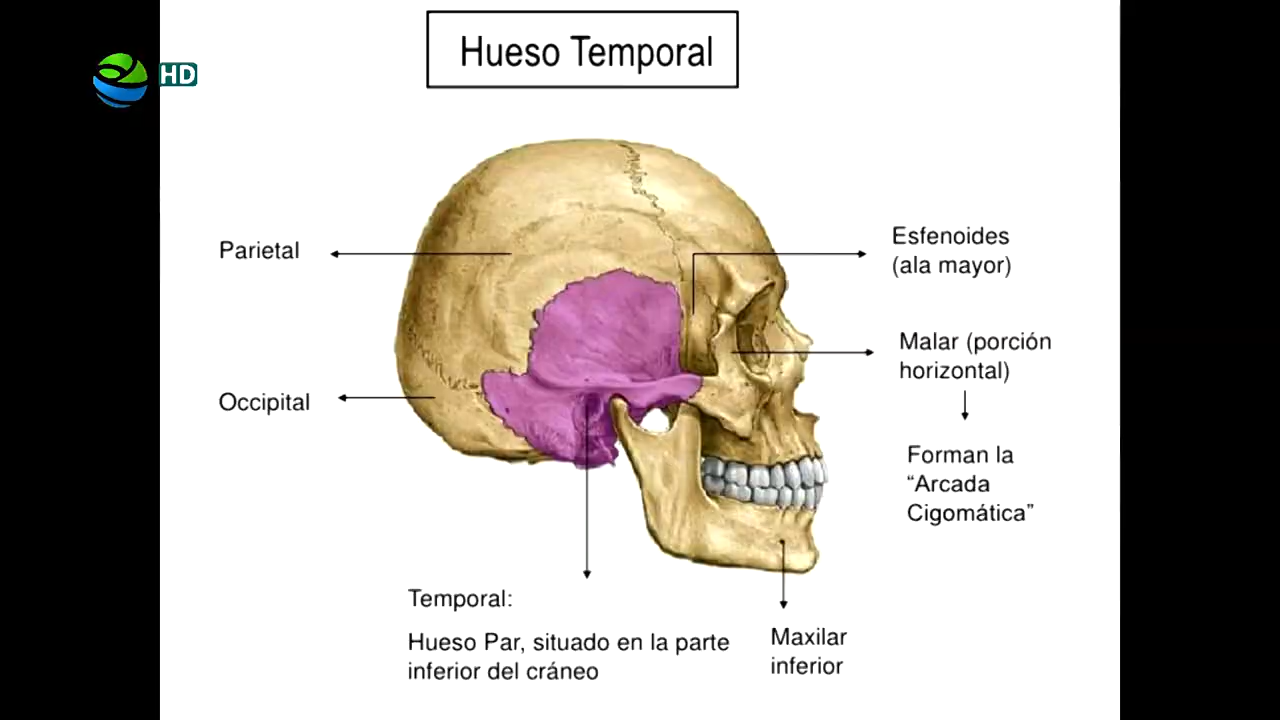 Hueso Temporal
HD
Parietal
Esfenoides
(ala mayor)
Malar (porción
horizontal)
Occipital
Forman la
“Arcada
Cigomática”
Temporal:
Hueso Par, situado en la parte
inferior del cráneo
Maxilar
inferior